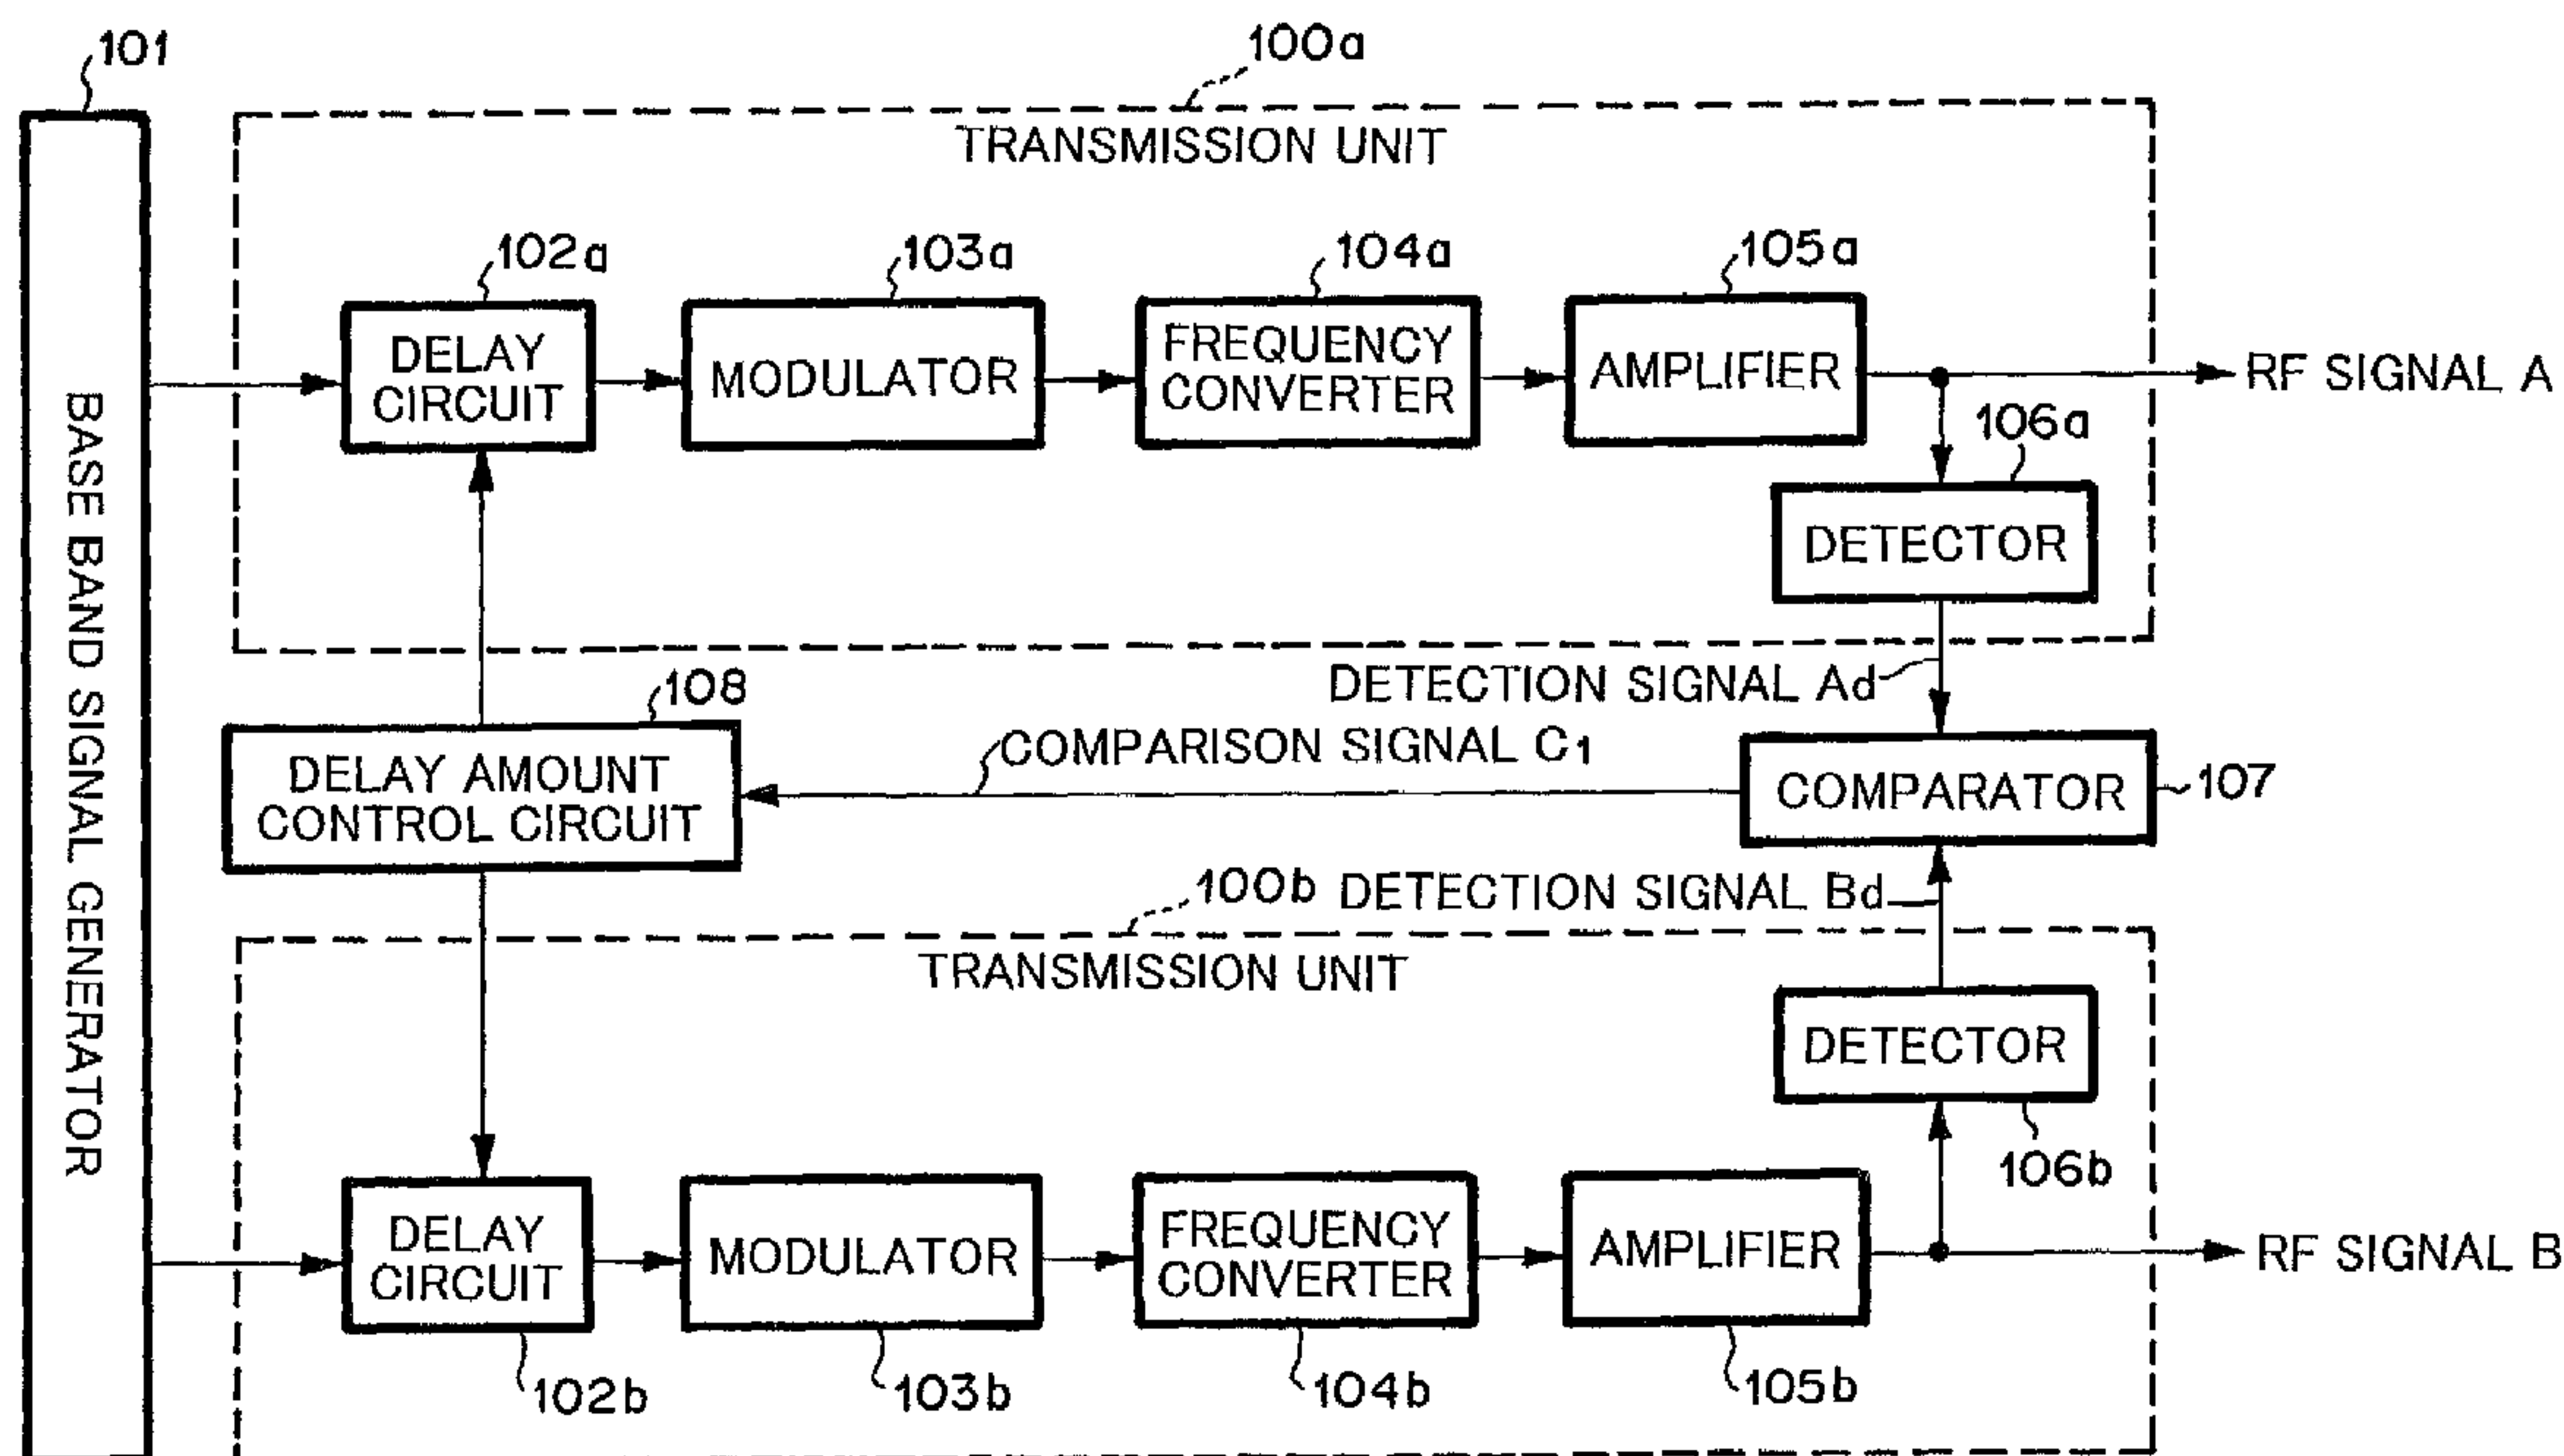 101
100a
TRANSMISSION UNIT
102a
103a
104a
105a
DELAY
CIRCUIT
MODULATOR
FREQUENCY
CONVERTER
AMPLIFIER
RF SIGNAL A
106a
DETECTOR
BASE BAND SIGNAL GENERATOR
108
DETECTION SIGNAL Ad
COMPARISON SIGNAL C1
DELAY AMOUNT
CONTROL CIRCUIT
COMPARATOR
107
100b
DETECTION SIGNAL Bd
TRANSMISSION UNIT
DETECTOR
106b
DELAY
CIRCUIT
MODULATOR
FREQUENCY
CONVERTER
AMPLIFIER
RF SIGNAL B
102b
103b
104b
105b